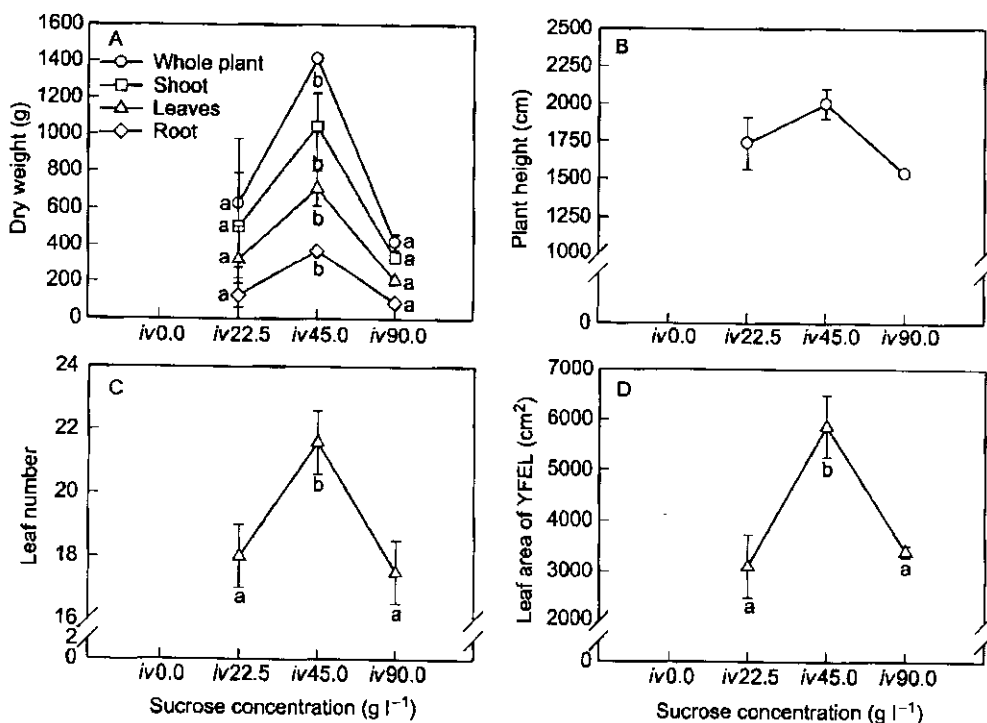 A
Whole plant
Shoot
Leaves
Root
Dry weight (g)
1600
1400
1200
1000
800
600
400
200
0
b
b
b
b
a
a
a
a
a
a
a
a
iv0.0 iv22.5 iv45.0 iv90.0
B
Plant height (cm)
2500
2250
2000
1750
1500
1250
1000
0
iv0.0 iv22.5 iv45.0 iv90.0
C
Leaf number
24
22
20
18
16
2
0
a
b
a
iv0.0 iv22.5 iv45.0 iv90.0
Sucrose concentration (g l⁻¹)
D
Leaf area of YFEL (cm²)
7000
6000
5000
4000
3000
2000
0
a
b
a
iv0.0 iv22.5 iv45.0 iv90.0
Sucrose concentration (g l⁻¹)